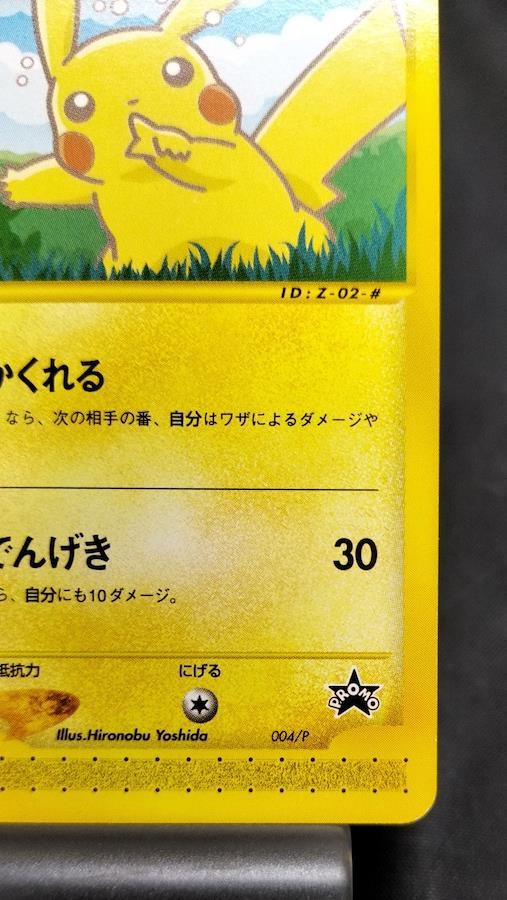 ID:Z-02-#
かくれる
なら、次の相手の番、自分はワザによるダメージや
でんげき 30
ら、自分にも10ダメージ。
抵抗力 にげる
PROMO
Illus.Hironobu Yoshida 004/P